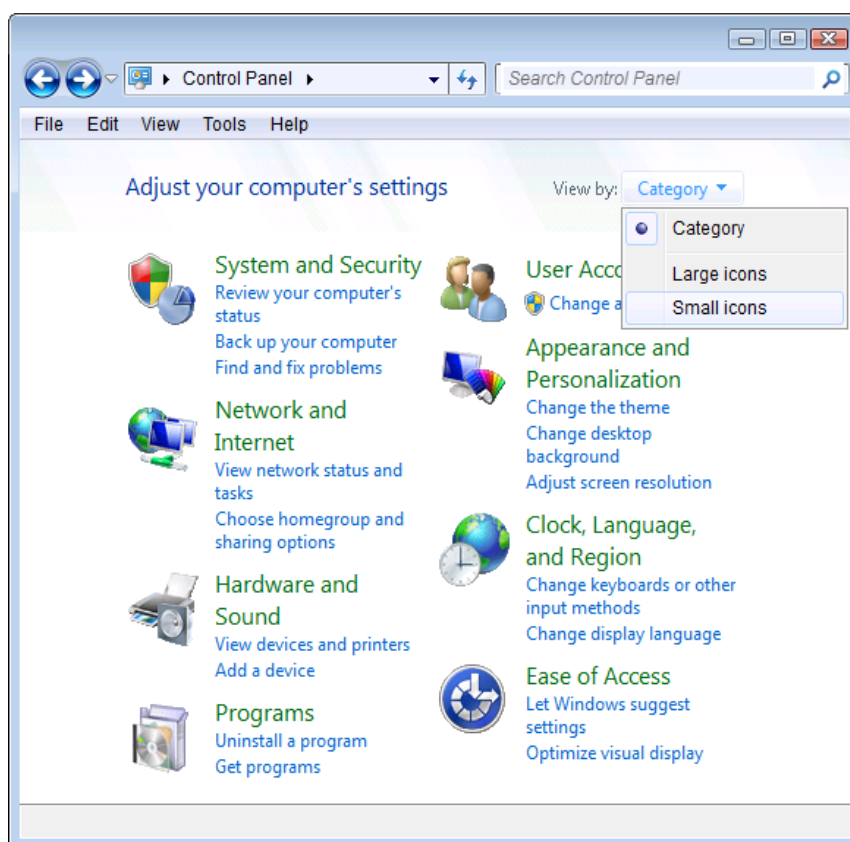 Control Panel
Search Control Panel
File Edit View Tools Help
Adjust your computer's settings
View by: Category
Category
Large icons
Small icons
System and Security
Review your computer's
status
Back up your computer
Find and fix problems
Network and
Internet
View network status and
tasks
Choose homegroup and
sharing options
Hardware and
Sound
View devices and printers
Add a device
Programs
Uninstall a program
Get programs
User Acco
Change a
Appearance and
Personalization
Change the theme
Change desktop
background
Adjust screen resolution
Clock, Language,
and Region
Change keyboards or other
input methods
Change display language
Ease of Access
Let Windows suggest
settings
Optimize visual display